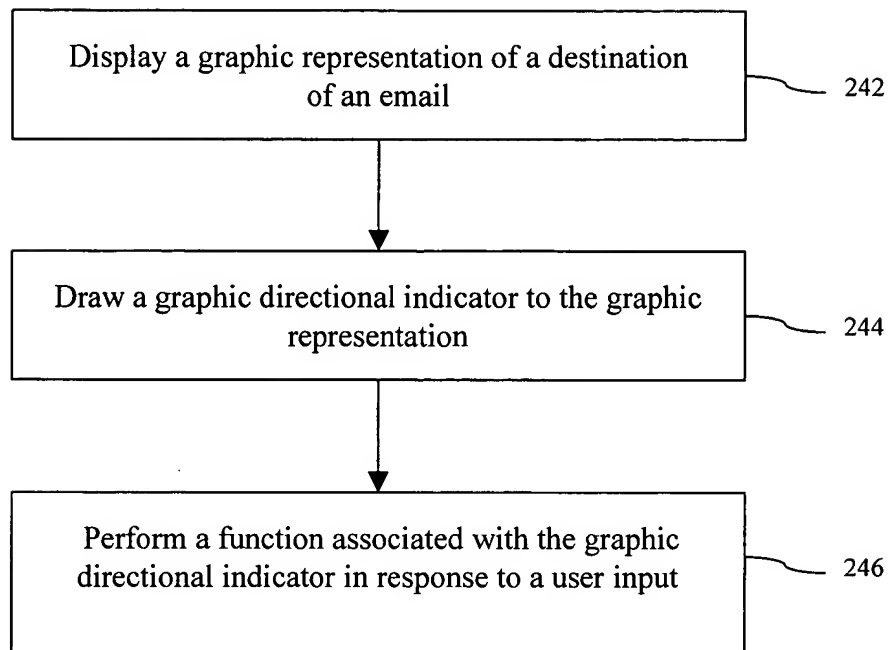 Display a graphic representation of a destination
of an email
242
Draw a graphic directional indicator to the graphic
representation
244
Perform a function associated with the graphic
directional indicator in response to a user input
246